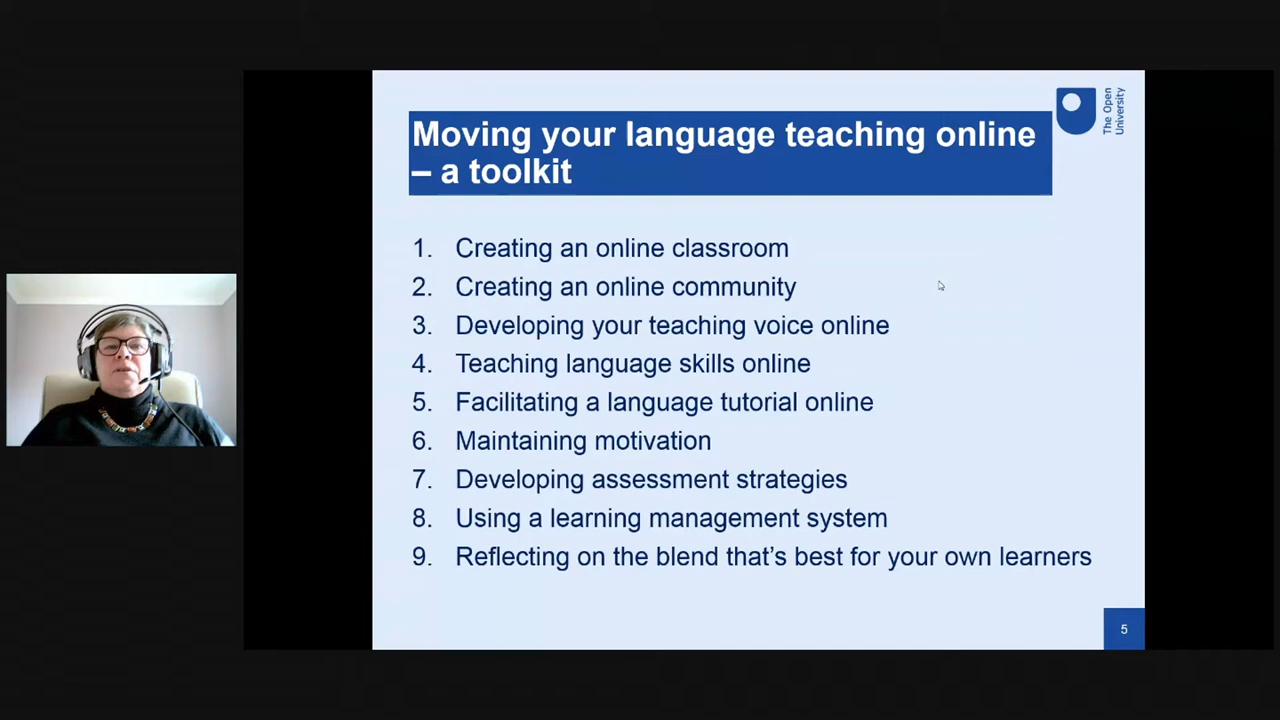 Moving your language teaching online
– a toolkit
The Open
University
1. Creating an online classroom
2. Creating an online community
3. Developing your teaching voice online
4. Teaching language skills online
5. Facilitating a language tutorial online
6. Maintaining motivation
7. Developing assessment strategies
8. Using a learning management system
9. Reflecting on the blend that’s best for your own learners
5